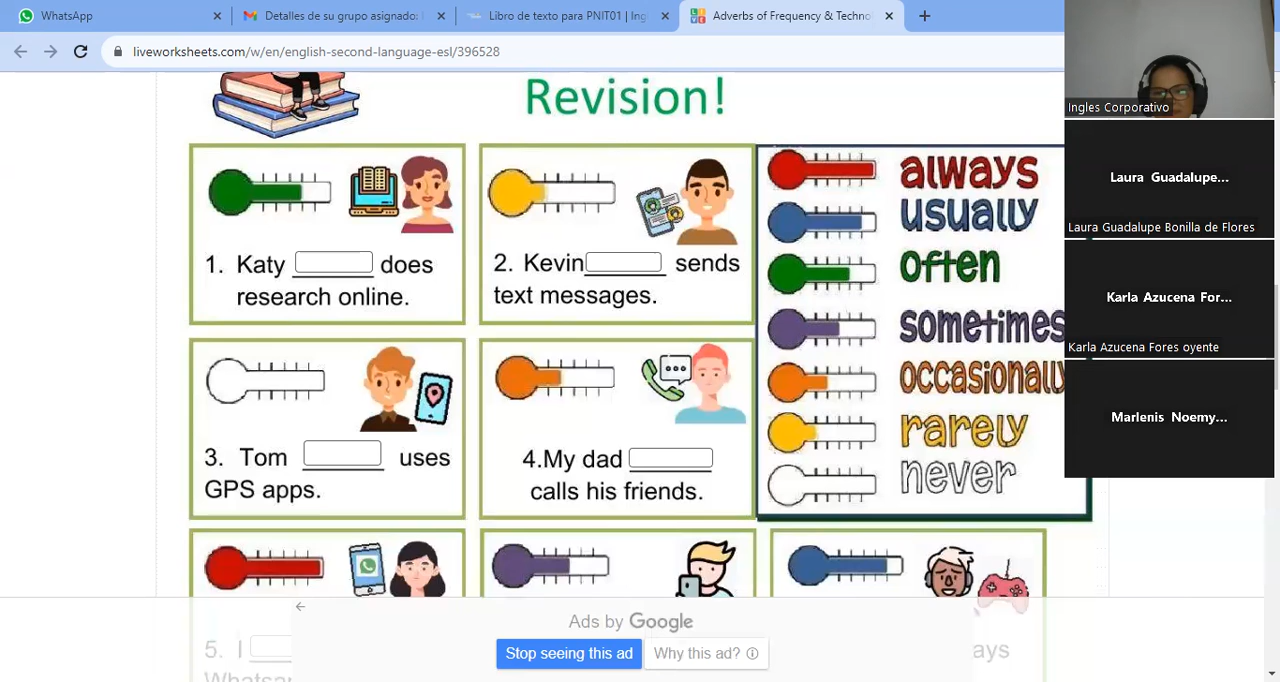 WhatsApp
Detalles de su grupo asignado:
Libro de texto para PNIT01 | Ing
Adverbs of Frequency & Techno
liveworksheets.com/w/en/english-second-language-esl/396528
Revision!
1. Katy does
research online.
2. Kevin sends
text messages.
3. Tom uses
GPS apps.
4.My dad
calls his friends.
always
usually
often
sometimes
occasionally
rarely
never
5. I
Whatsa
ays
Ads by Google
Stop seeing this ad
Why this ad?
Ingles Corporativo
Laura Guadalupe...
Laura Guadalupe Bonilla de Flores
Karla Azucena For...
Karla Azucena Fores oyente
Marlenis Noemy...